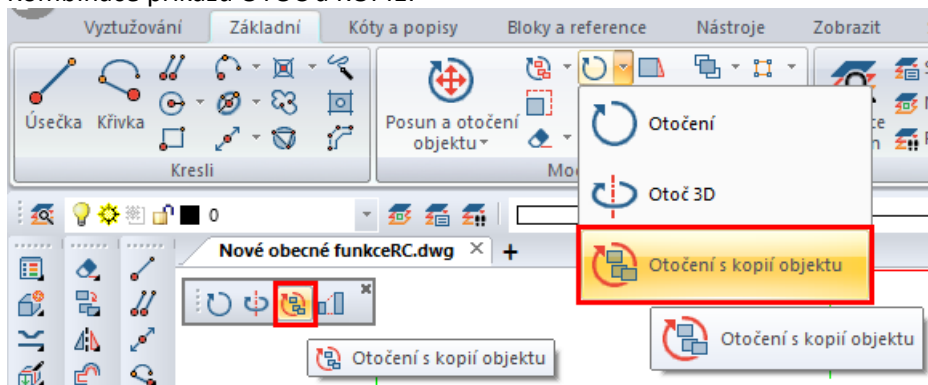 Vyztužování Základní Kóty a popisy Bloky a reference Nástroje Zobrazit
Úsečka Křivka
Posun a otočení
objektu
Kresli
Otočení
Otoč 3D
Otočení s kopií objektu
Otočení s kopií objektu
0
Nové obecné funkceRC.dwg
Otočení s kopií objektu